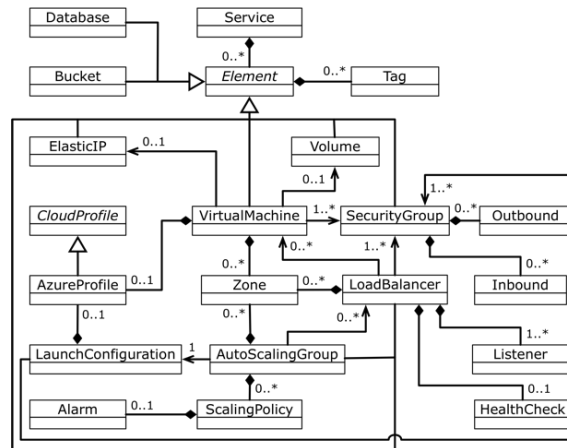 Database
Service
0..*
Bucket
Element
0..*
Tag
ElasticIP
0..1
Volume
0..1
1..*
CloudProfile
VirtualMachine
1..*
SecurityGroup
0..*
Outbound
0..*
0..*
1..*
0..*
AzureProfile
0..1
Zone
0..*
LoadBalancer
Inbound
0..1
0..*
0..*
1..*
LaunchConfiguration
1
AutoScalingGroup
Listener
0..*
0..1
Alarm
0..1
ScalingPolicy
HealthCheck